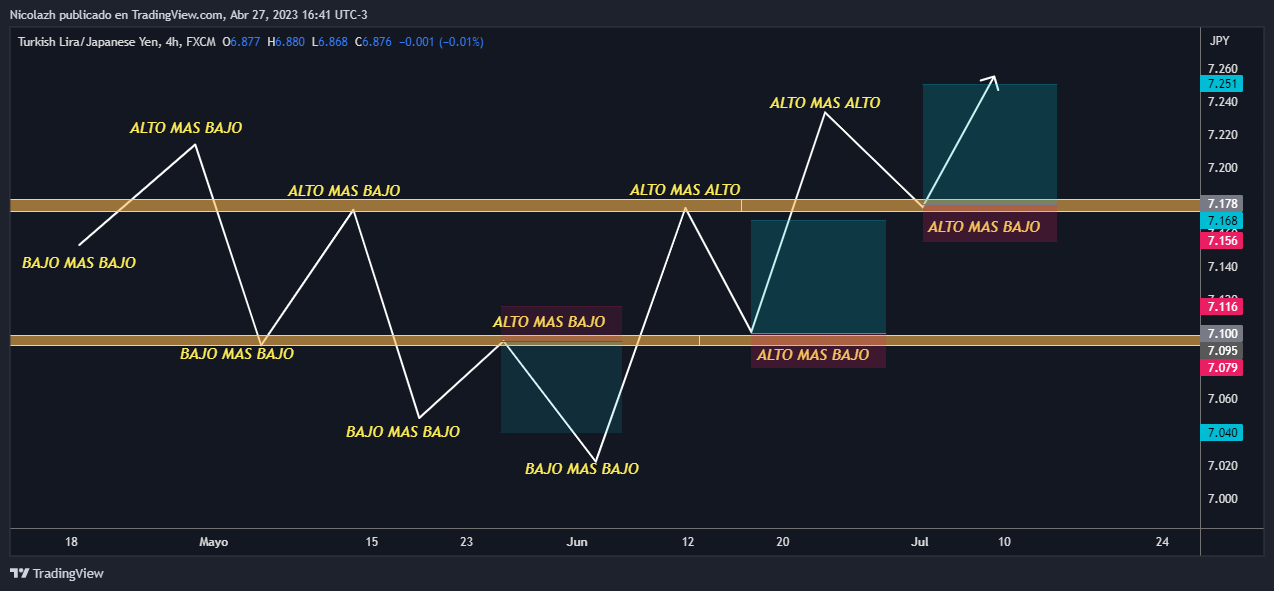 Nicolazh publicado en TradingView.com, Abr 27, 2023 16:41 UTC-3
Turkish Lira/Japanese Yen, 4h, FXCM O6.877 H6.880 L6.868 C6.876 −0.001 (−0.01%)
JPY
7.260
7.251
7.240
7.220
7.200
7.178
7.168
7.156
7.140
7.116
7.100
7.095
7.079
7.060
7.040
7.020
7.000
ALTO MAS BAJO
BAJO MAS BAJO
BAJO MAS BAJO
ALTO MAS BAJO
BAJO MAS BAJO
ALTO MAS BAJO
BAJO MAS BAJO
ALTO MAS ALTO
ALTO MAS BAJO
ALTO MAS ALTO
ALTO MAS BAJO
18 Mayo 15 23 Jun 12 20 Jul 10 24
TradingView